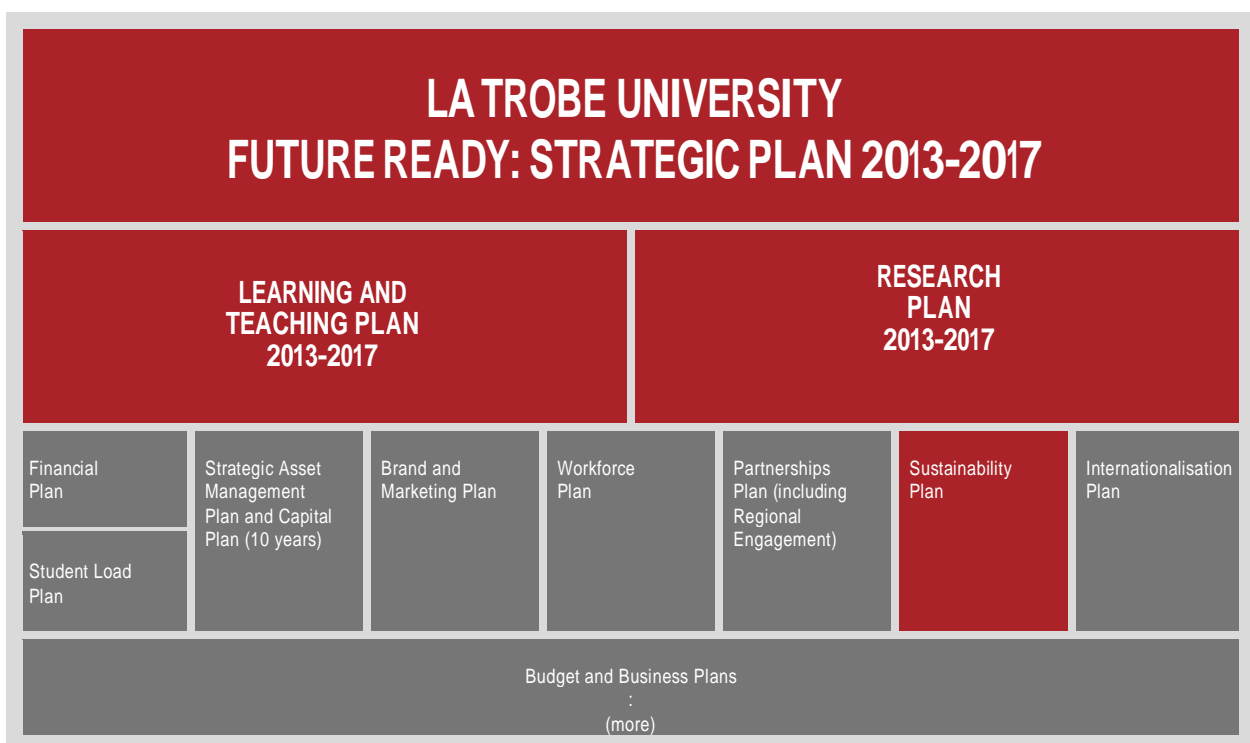 LA TROBE UNIVERSITY
FUTURE READY: STRATEGIC PLAN 2013-2017
LEARNING AND
TEACHING PLAN
2013-2017
RESEARCH
PLAN
2013-2017
Financial
Plan
Student Load
Plan
Strategic Asset
Management
Plan and Capital
Plan (10 years)
Brand and
Marketing Plan
Workforce
Plan
Partnerships
Plan (including
Regional
Engagement)
Sustainability
Plan
Internationalisation
Plan
Budget and Business Plans
:
(more)